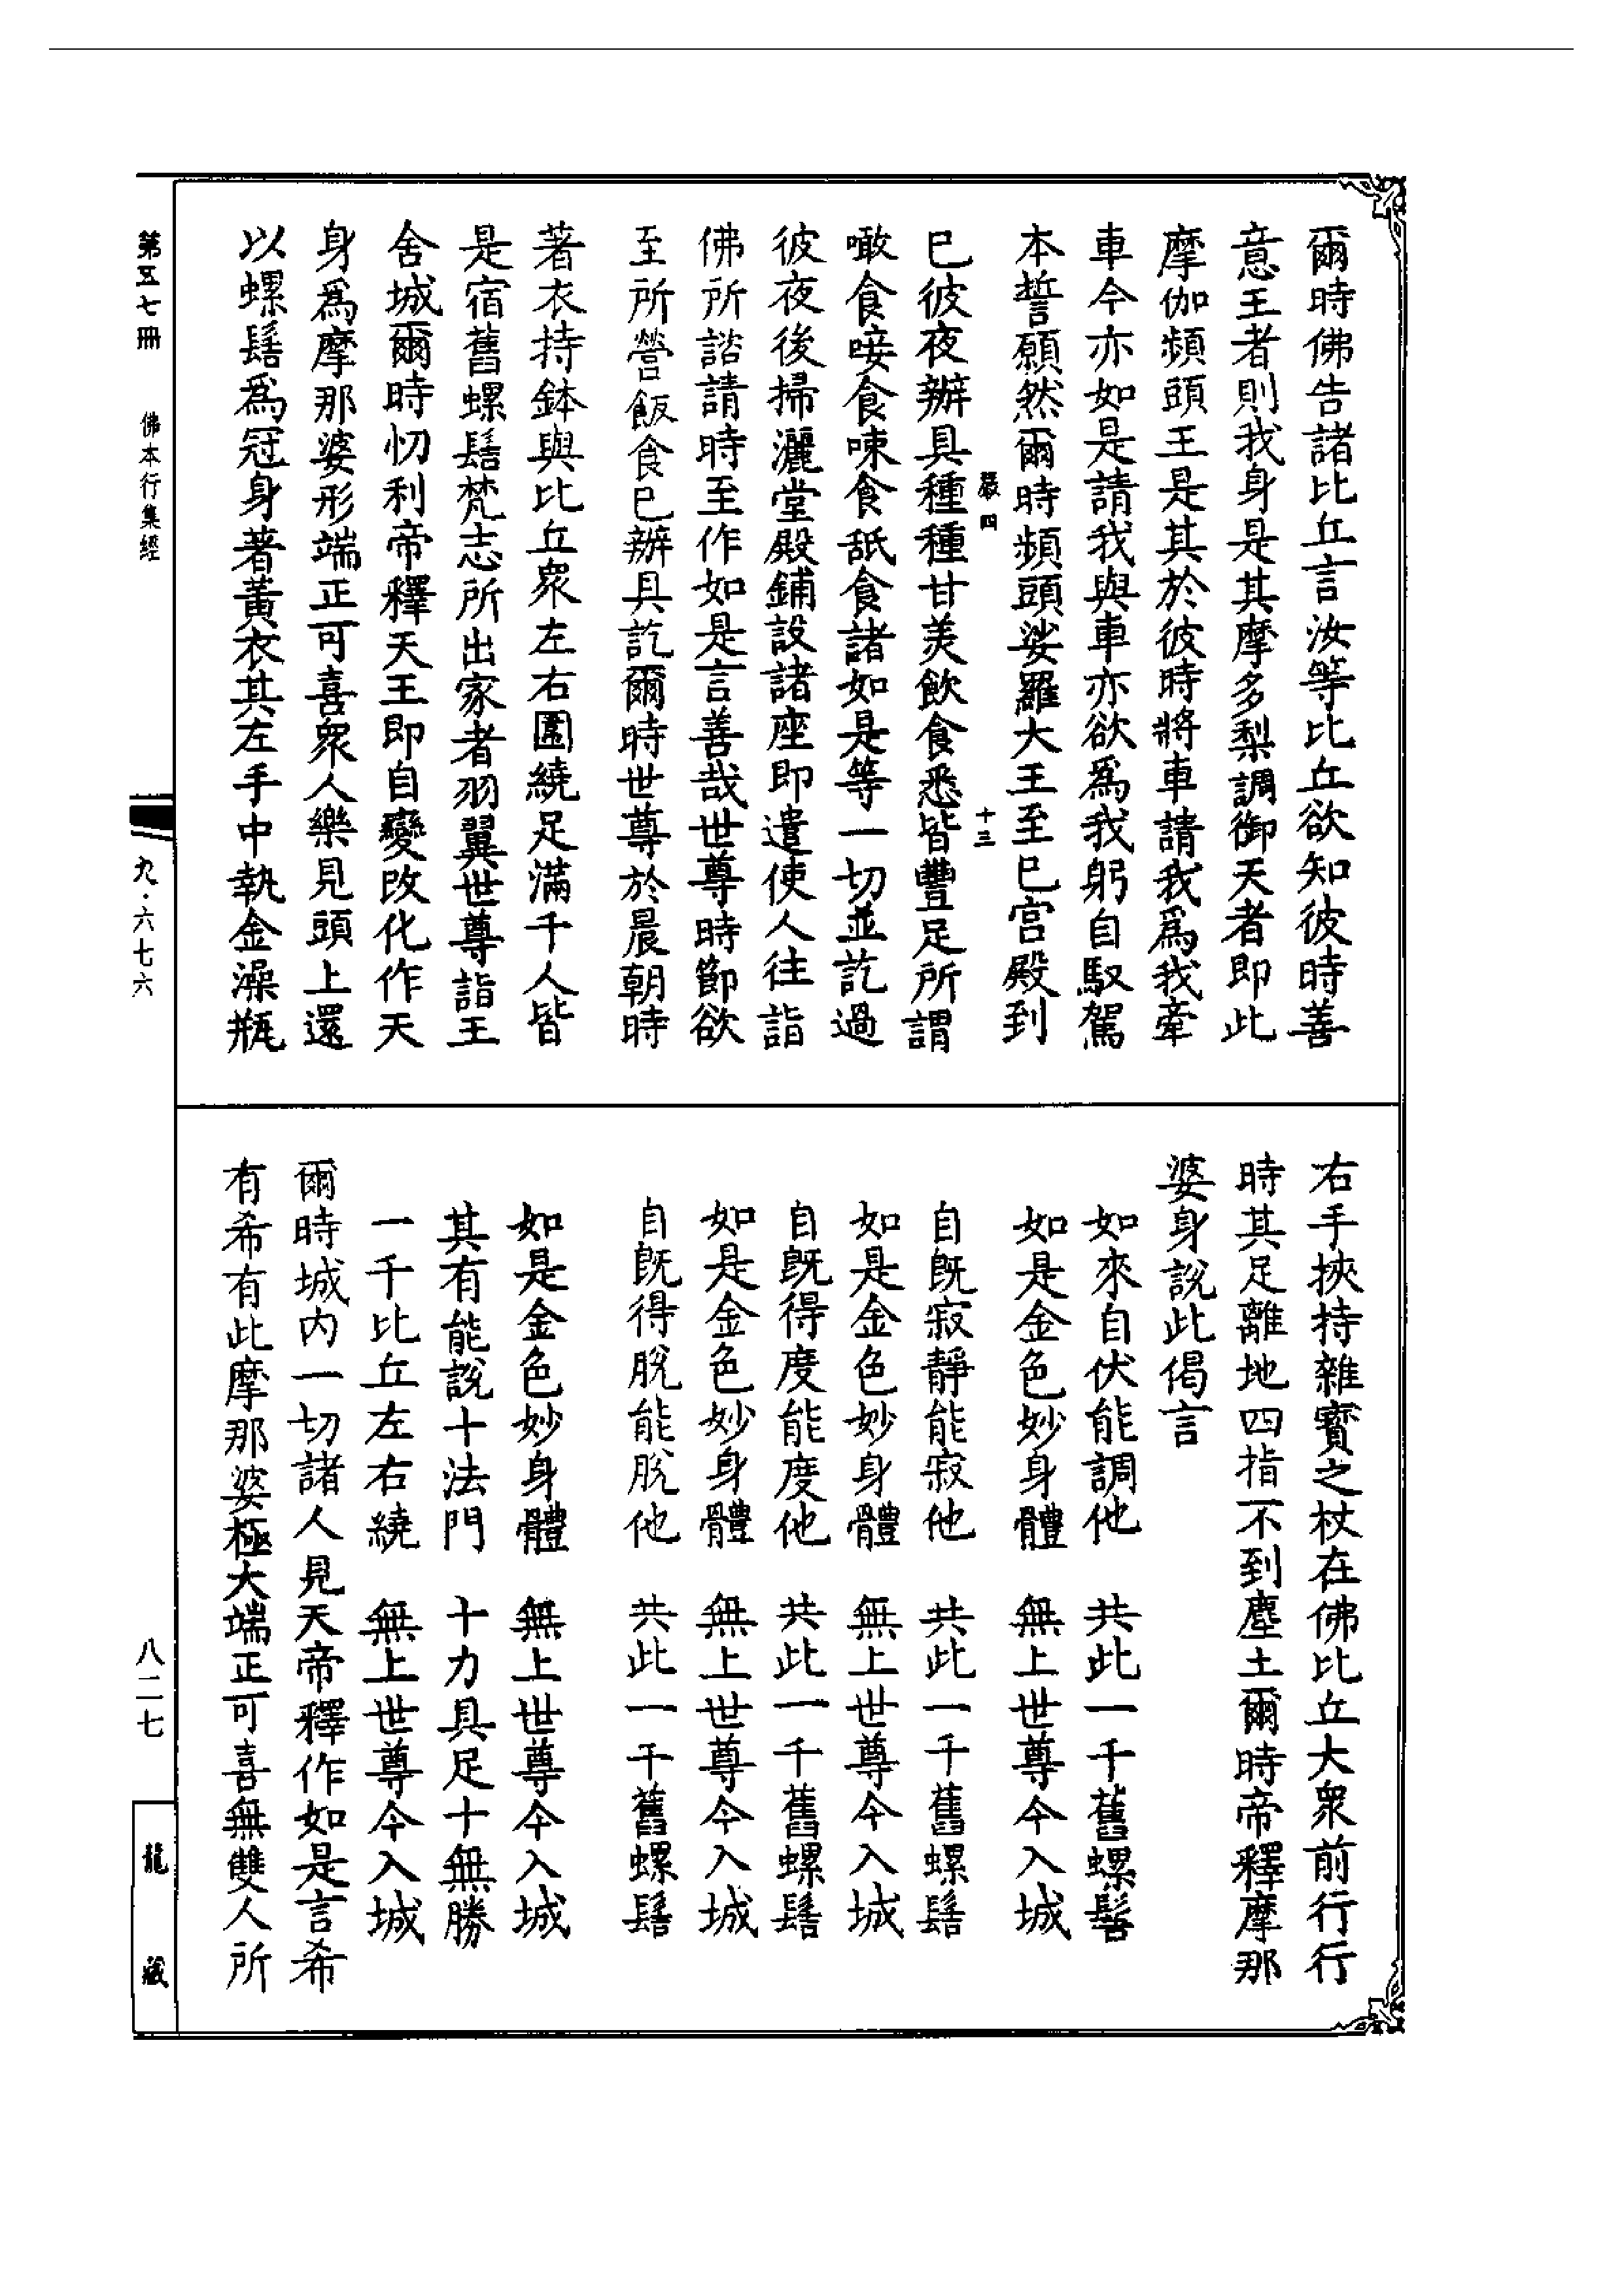 爾時佛告諸比丘言汝等比丘欲知彼時善
意王者則我身是其摩多梨調御天者即此
摩伽頻頭王是其於彼時將車請我爲我牽
車今亦如是請我與車亦欲爲我躬自馭駕
本誓願然爾時頻頭娑羅大王至巳宮殿到
嚴四 十三
巳彼夜辦具種種甘美飲食悉皆豐足所謂
噉食唼食㖨食舐食諸如是等一切並訖過
彼夜後掃灑堂殿鋪設諸座即遣使人往詣
佛所諮請時至作如是言善哉世尊時節欲
至所營飯食巳辦具訖爾時世尊於晨朝時
著衣持鉢與比丘衆左右圍繞足滿千人皆
是宿舊螺髻梵志所出家者羽翼世尊詣王
舍城爾時忉利帝釋天王即自變改化作天
身爲摩那婆形端正可喜衆人樂見頭上還
以螺髻爲冠身著黃衣其左手中執金澡瓶
右手挾持雜寶之杖在佛比丘大衆前行行
時其足離地四指不到塵土爾時帝釋摩那
婆身說此偈言
如來自伏能調他 共此一千舊螺髻
如是金色妙身體 無上世尊今入城
自旣寂靜能寂他 共此一千舊螺髻
如是金色妙身體 無上世尊今入城
自旣得度能度他 共此一千舊螺髻
如是金色妙身體 無上世尊今入城
自旣得脫能脫他 共此一千舊螺髻
如是金色妙身體 無上世尊今入城
其有能說十法門 十力具足十無勝
一千比丘左右繞 無上世尊今入城
爾時城內一切諸人見天帝釋作如是言希
有希有此摩那婆極大端正可喜無雙人所
第五七冊 佛本行集經
九·六七六
八二七
龍藏